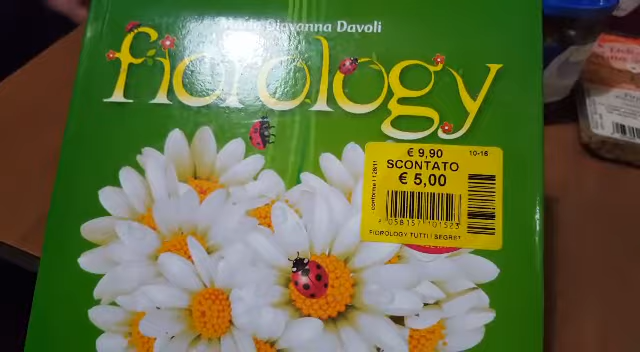 Giovanna Davoli
fiorology
€ 9,90
10-16
SCONTATO
€ 5,00
FIOROLOGY TUTTI I SEGRET